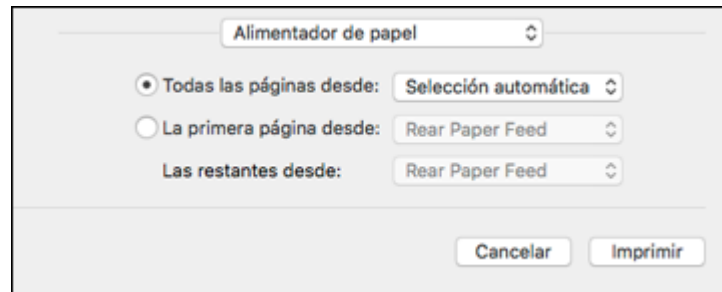 Alimentador de papel
Todas las páginas desde: Selección automática
La primera página desde: Rear Paper Feed
Las restantes desde: Rear Paper Feed
Cancelar Imprimir